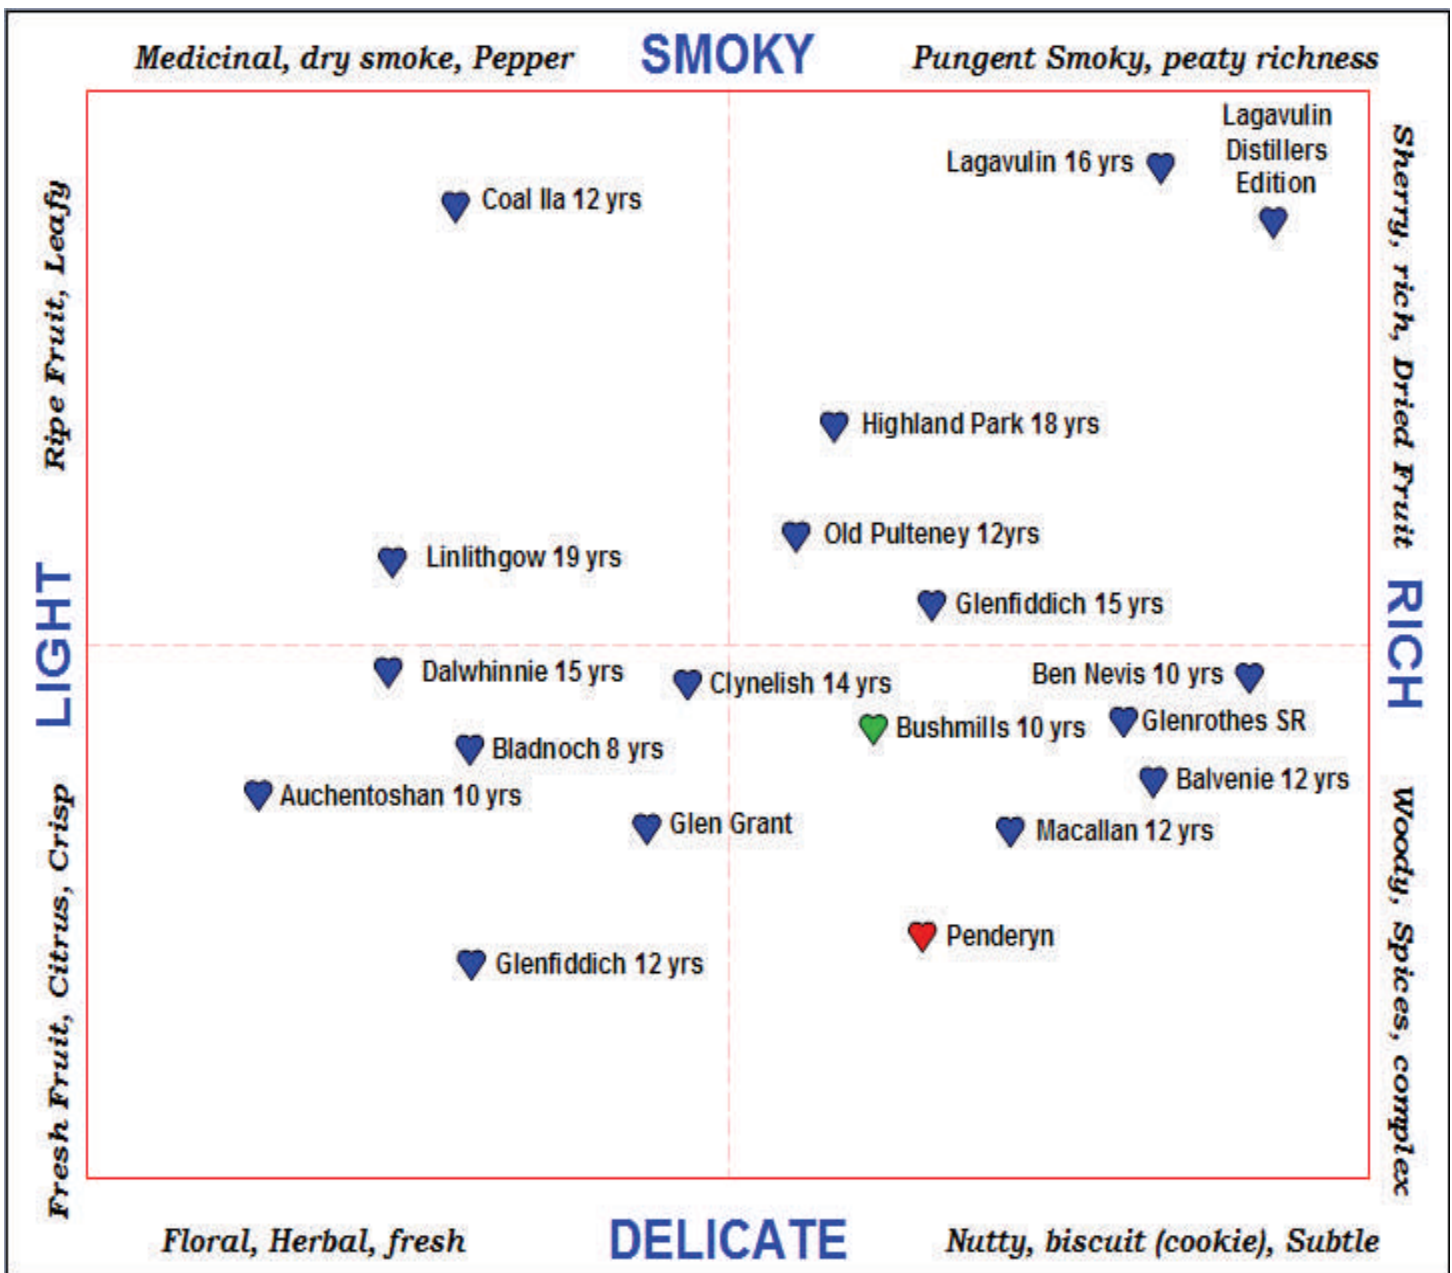 Medicinal, dry smoke, Pepper
SMOKY
Pungent Smoky, peaty richness
Ripe Fruit, Leafy
LIGHT
Fresh Fruit, Citrus, Crisp
Lagavulin
Distillers
Edition
Lagavulin 16 yrs
Coal Ila 12 yrs
Highland Park 18 yrs
Old Pulteney 12yrs
Linlithgow 19 yrs
Glenfiddich 15 yrs
Dalwhinnie 15 yrs
Clynelish 14 yrs
Ben Nevis 10 yrs
Bushmills 10 yrs
Glenrothes SR
Bladnoch 8 yrs
Balvenie 12 yrs
Auchentoshan 10 yrs
Glen Grant
Macallan 12 yrs
Penderyn
Glenfiddich 12 yrs
Sherry, rich, Dried Fruit
RICH
Woody, Spices, complex
Floral, Herbal, fresh
DELICATE
Nutty, biscuit (cookie), Subtle